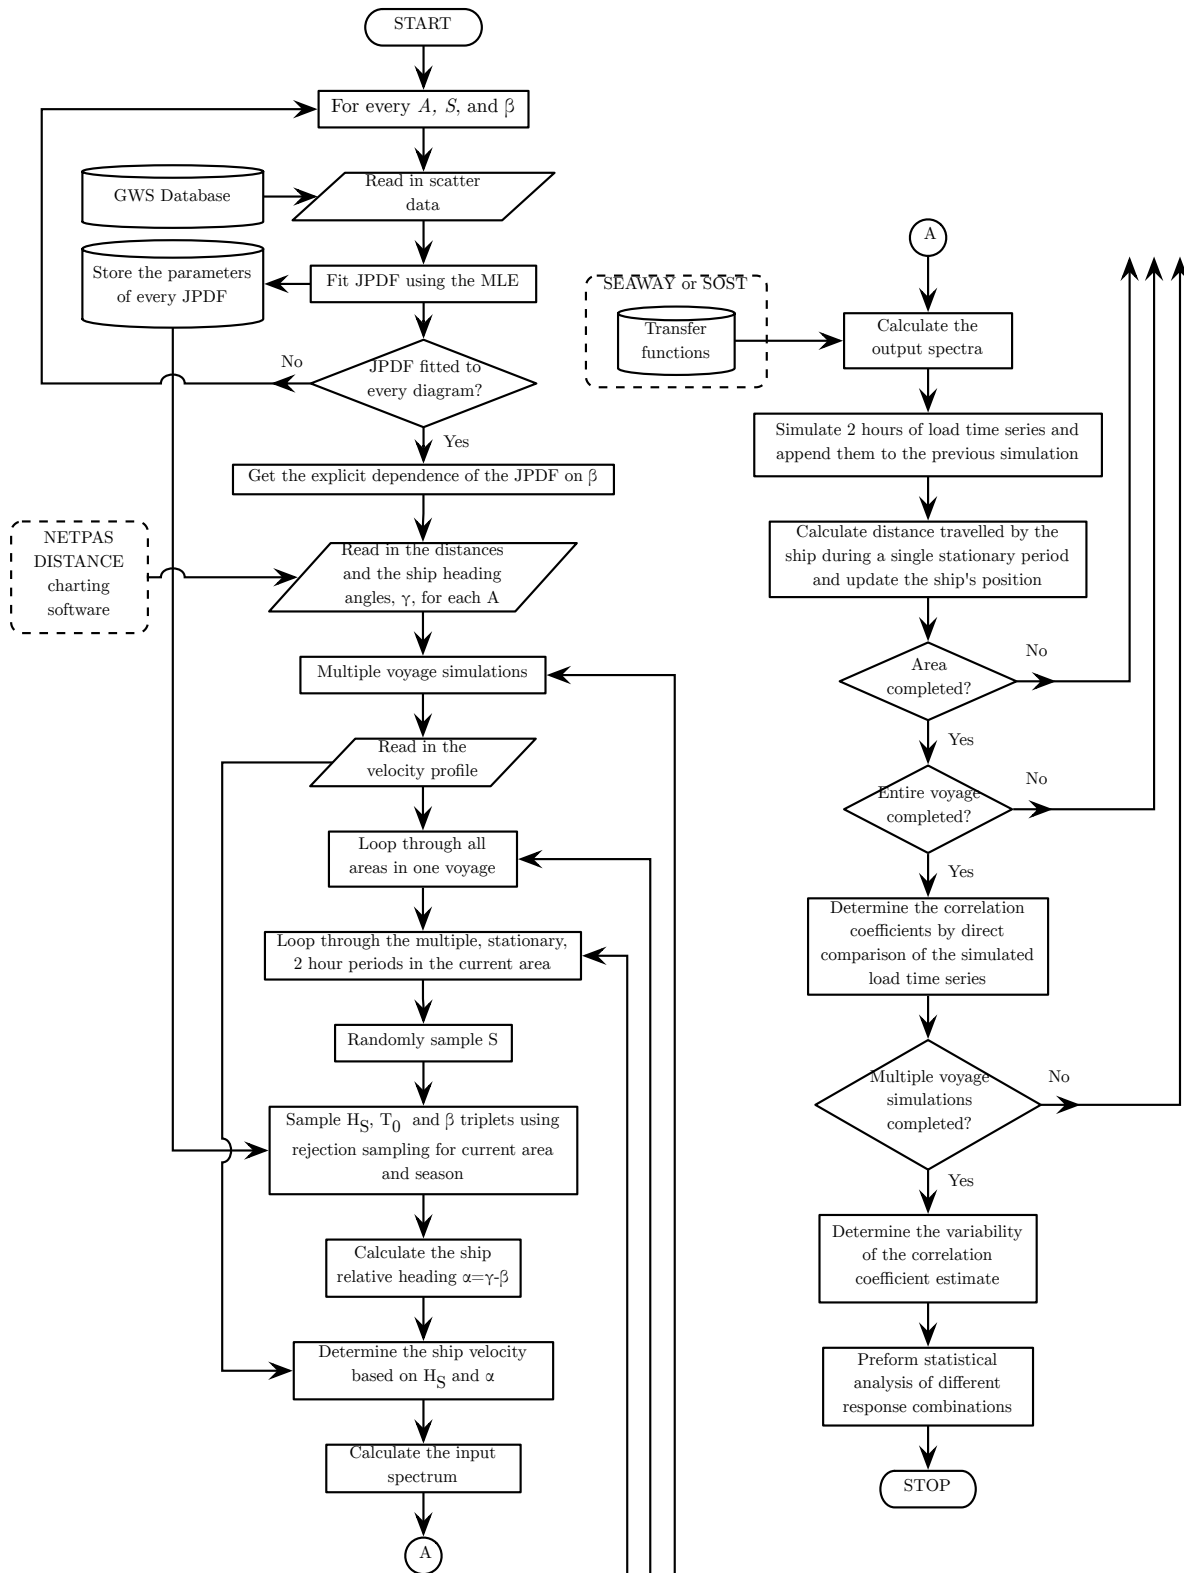 START
For every A, S, and β
GWS Database
Read in scatter
data
Store the parameters
of every JPDF
Fit JPDF using the MLE
No
JPDF fitted to
every diagram?
Yes
Get the explicit dependence of the JPDF on β
NETPAS
DISTANCE
charting
software
Read in the distances
and the ship heading
angles, γ, for each A
Multiple voyage simulations
Read in the
velocity profile
Loop through all
areas in one voyage
Loop through the multiple, stationary,
2 hour periods in the current area
Randomly sample S
Sample HS, T0 and β triplets using
rejection sampling for current area
and season
Calculate the ship
relative heading α=γ-β
Determine the ship velocity
based on HS and α
Calculate the input
spectrum
A
A
SEAWAY or SOST
Transfer
functions
Calculate the
output spectra
Simulate 2 hours of load time series and
append them to the previous simulation
Calculate distance travelled by the
ship during a single stationary period
and update the ship's position
Area
completed?
No
Yes
Entire voyage
completed?
No
Yes
Determine the correlation
coefficients by direct
comparison of the simulated
load time series
Multiple voyage
simulations
completed?
No
Yes
Determine the variability
of the correlation
coefficient estimate
Preform statistical
analysis of different
response combinations
STOP